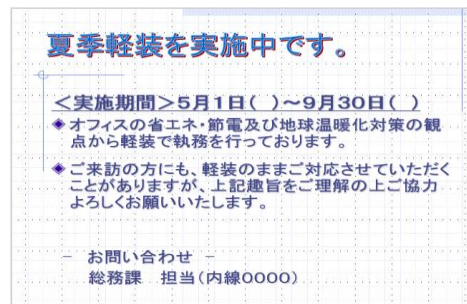 夏季軽装を実施中です。
＜実施期間＞5月1日(　)～9月30日(　)
◆オフィスの省エネ・節電及び地球温暖化対策の観
点から軽装で執務を行っております。
◆ご来訪の方にも、軽装のままご対応させていただく
ことがありますが、上記趣旨をご理解の上ご協力
よろしくお願いいたします。
－　お問い合わせ　－
総務課　担当(内線0000)